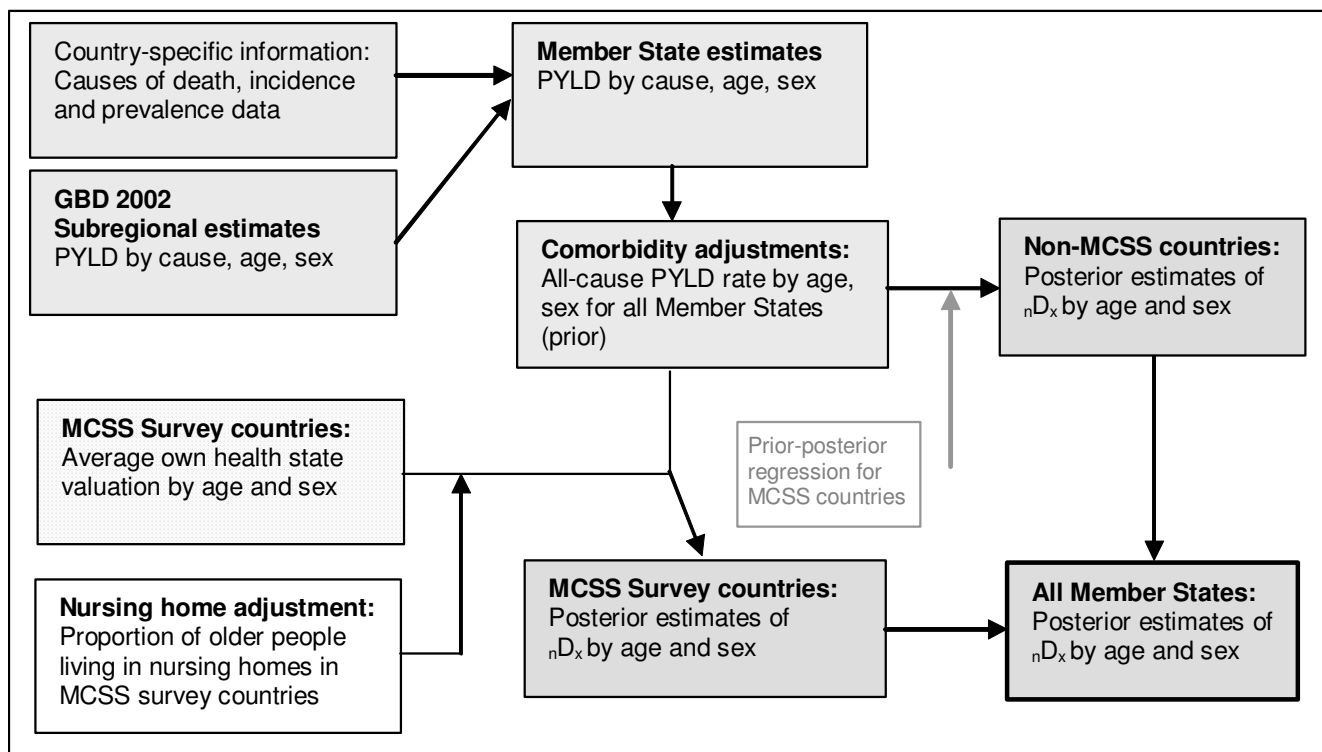 Country-specific information:
Causes of death, incidence
and prevalence data
Member State estimates
PYLD by cause, age, sex
GBD 2002
Subregional estimates
PYLD by cause, age, sex
Comorbidity adjustments:
All-cause PYLD rate by age,
sex for all Member States
(prior)
Non-MCSS countries:
Posterior estimates of
nDx by age and sex
MCSS Survey countries:
Average own health state
valuation by age and sex
Prior-posterior
regression for
MCSS countries
Nursing home adjustment:
Proportion of older people
living in nursing homes in
MCSS survey countries
MCSS Survey countries:
Posterior estimates of
nDx by age and sex
All Member States:
Posterior estimates of
nDx by age and sex